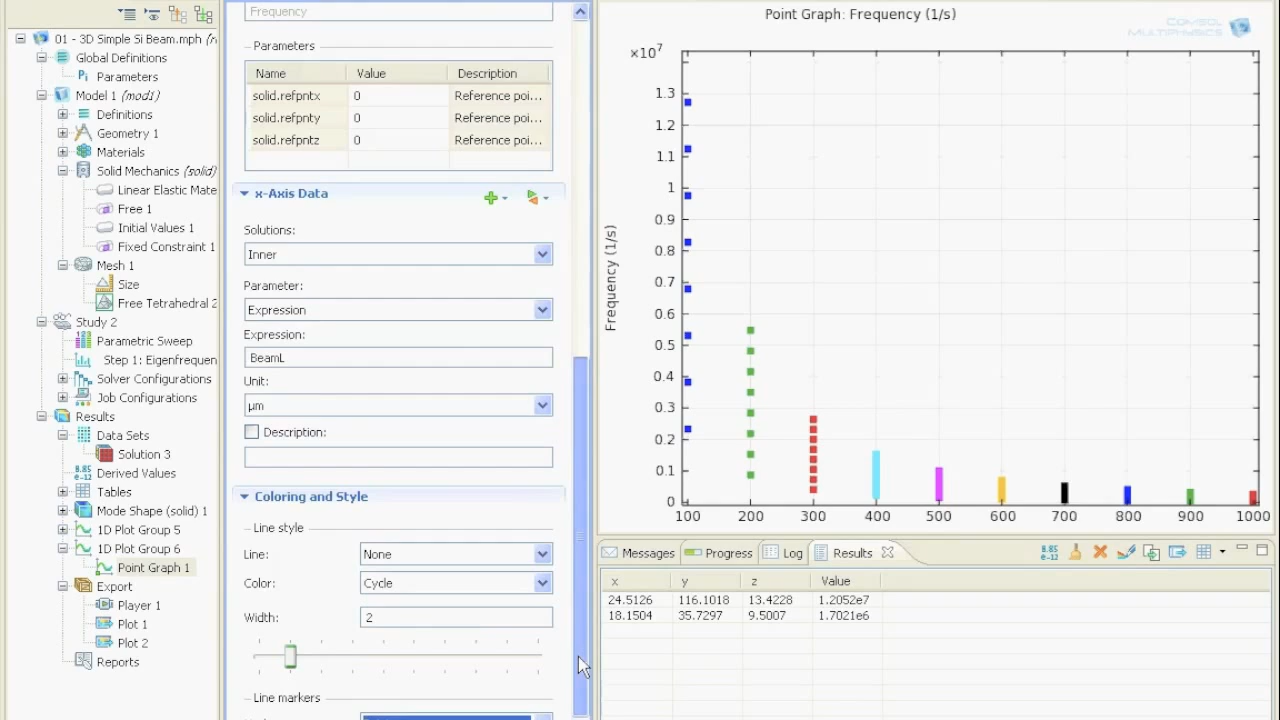 01 - 3D Simple Si Beam.mph (r
Global Definitions
Pi Parameters
Model 1 (mod1)
Definitions
Geometry 1
Materials
Solid Mechanics (solid)
Linear Elastic Mate
Free 1
Initial Values 1
Fixed Constraint 1
Mesh 1
Size
Free Tetrahedral 2
Study 2
Parametric Sweep
Step 1: Eigenfrequen
Solver Configurations
Job Configurations
Results
Data Sets
Solution 3
8.85
e-12
Derived Values
Tables
Mode Shape (solid) 1
1D Plot Group 5
1D Plot Group 6
Point Graph 1
Export
Player 1
Plot 1
Plot 2
Reports
Frequency
Parameters
Name Value Description
solid.refpntx 0 Reference poi...
solid.refpnty 0 Reference poi...
solid.refpntz 0 Reference poi...
x-Axis Data
Solutions:
Inner
Parameter:
Expression
Expression:
BeamL
Unit:
µm
Description:
Coloring and Style
Line style
Line: None
Color: Cycle
Width: 2
Line markers
Point Graph: Frequency (1/s)
COMSOL
MULTIPHYSICS
×10⁷
1.3
1.2
1.1
1
0.9
0.8
0.7
0.6
0.5
0.4
0.3
0.2
0.1
0
Frequency (1/s)
100 200 300 400 500 600 700 800 900 1000
Messages Progress Log Results
8.85
e-12
x y z Value
24.5126 116.1018 13.4228 1.2052e7
18.1504 35.7297 9.5007 1.7021e6